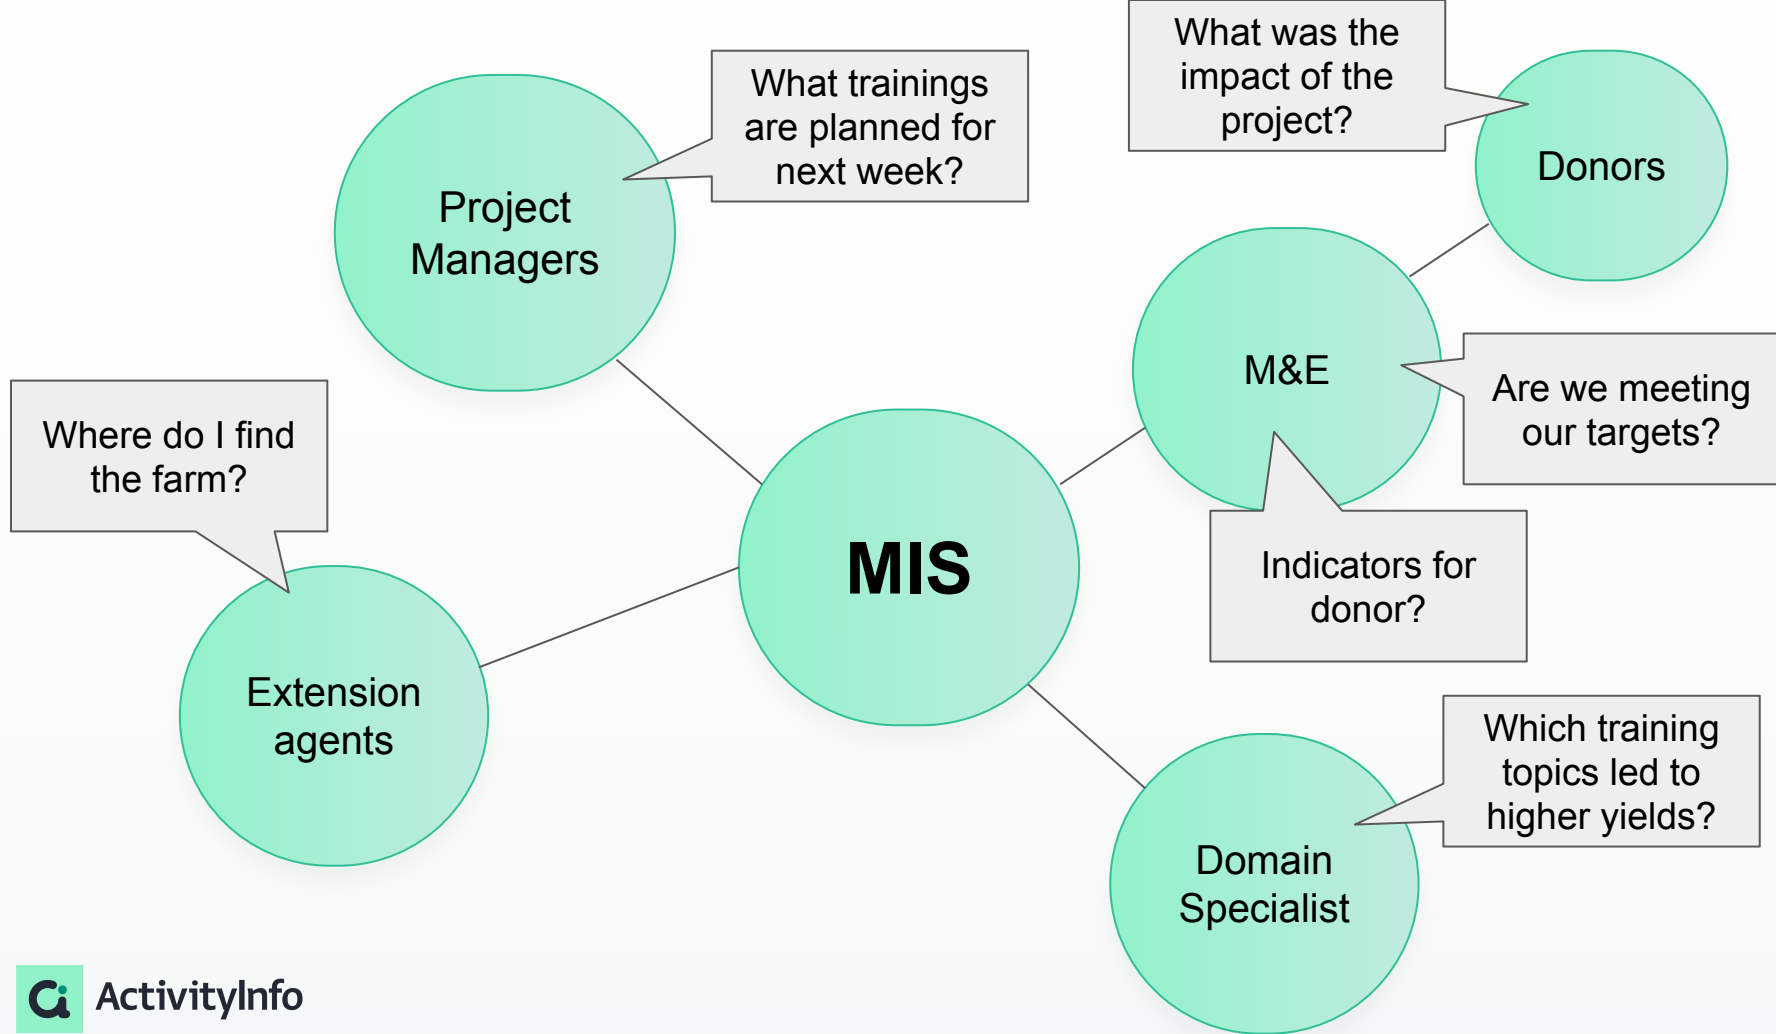 What was the
impact of the
project?
What trainings
are planned for
next week?
Donors
Project
Managers
M&E
Are we meeting
our targets?
Where do I find
the farm?
MIS
Indicators for
donor?
Extension
agents
Which training
topics led to
higher yields?
Domain
Specialist
ActivityInfo